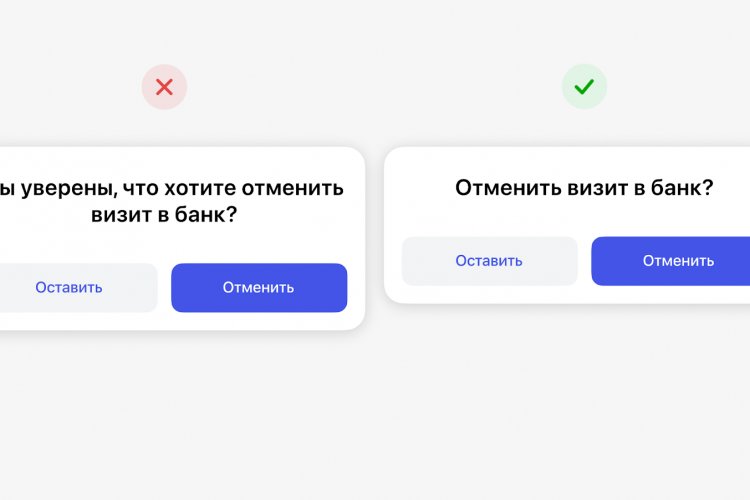 ы уверены, что хотите отменить
визит в банк?
Оставить
Отменить
Отменить визит в банк?
Оставить
Отменить